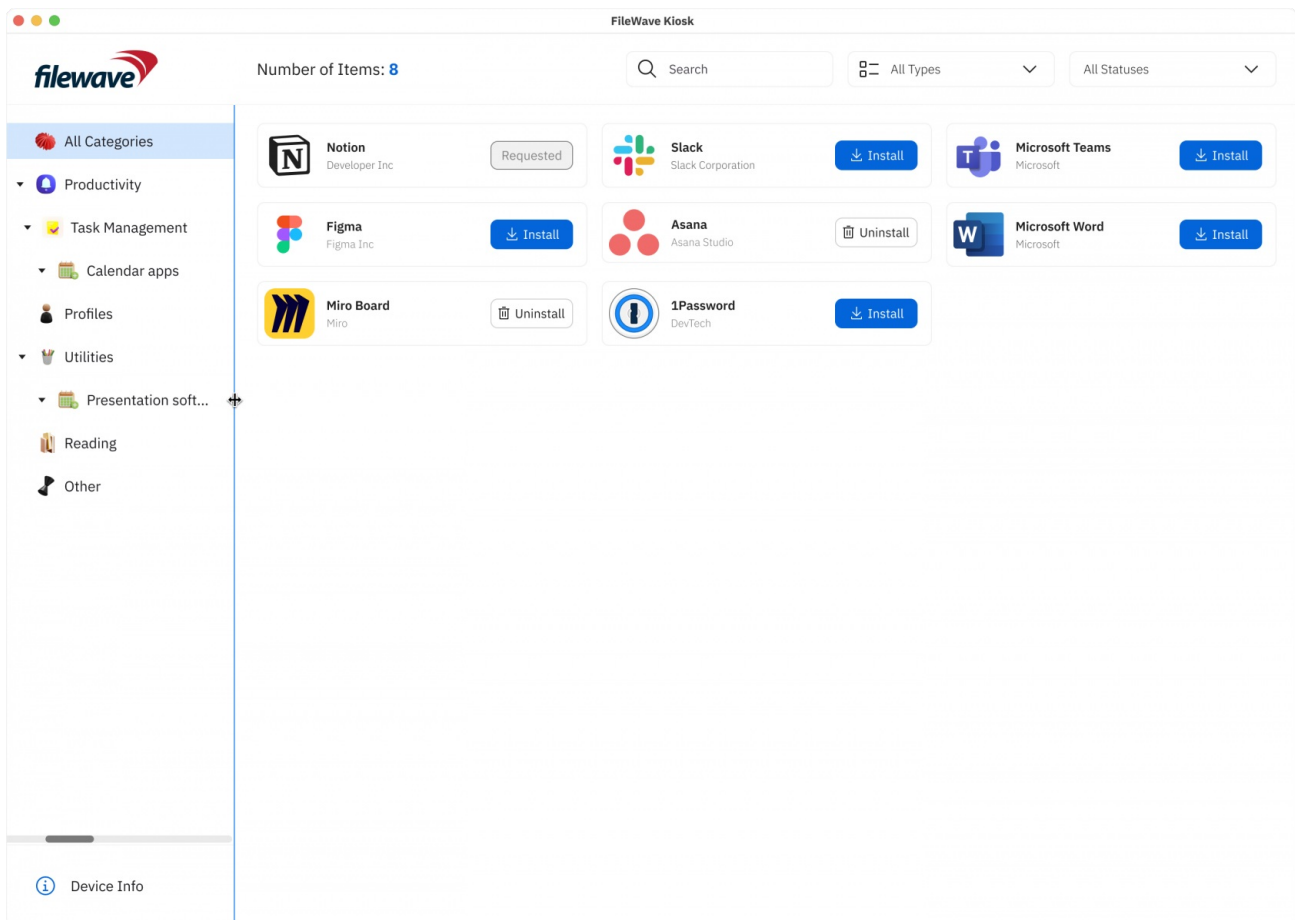 FileWave Kiosk
filewave
Number of Items: 8
Search
All Types
All Statuses
All Categories
Productivity
Task Management
Calendar apps
Profiles
Utilities
Presentation soft...
Reading
Other
Device Info
Notion
Developer Inc
Requested
Slack
Slack Corporation
Install
Microsoft Teams
Microsoft
Install
Figma
Figma Inc
Install
Asana
Asana Studio
Uninstall
Microsoft Word
Microsoft
Install
Miro Board
Miro
Uninstall
1Password
DevTech
Install